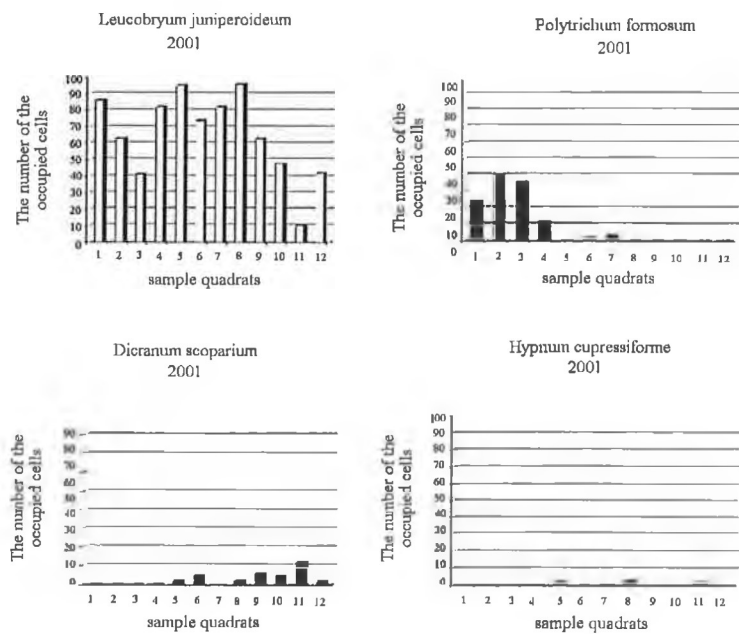 Leucobryum juniperoideum
2001
The number of the
occupied cells
100
90
80
70
60
50
40
30
20
10
0
1 2 3 4 5 6 7 8 9 10 11 12
sample quadrats
Polytrichum formosum
2001
The number of the
occupied cells
100
90
80
70
60
50
40
30
20
10
0
1 2 3 4 5 6 7 8 9 10 11 12
sample quadrats
Dicranum scoparium
2001
The number of the
occupied cells
90
80
70
60
50
40
30
20
10
0
1 2 3 4 5 6 7 8 9 10 11 12
sample quadrats
Hypnum cupressiforme
2001
The number of the
occupied cells
100
90
80
70
60
50
40
30
20
10
0
1 2 3 4 5 6 7 8 9 10 11 12
sample quadrats